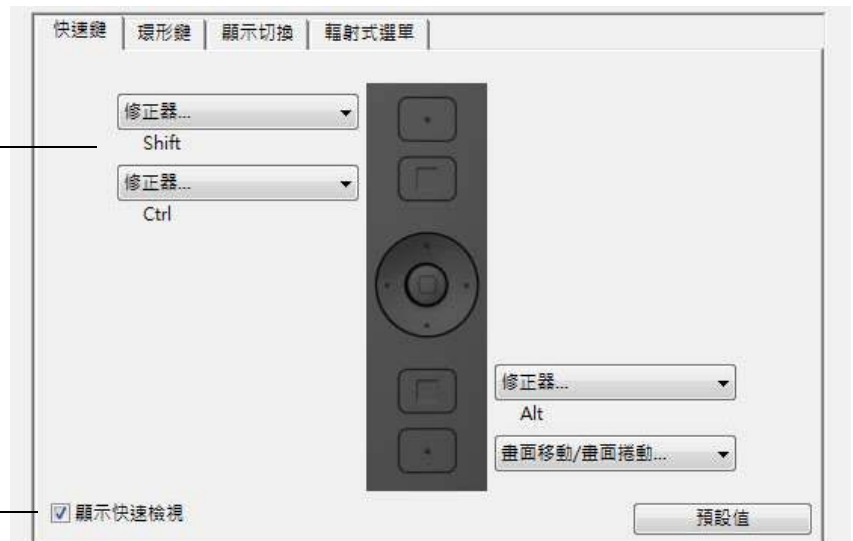 快速鍵 環形鍵 顯示切換 輻射式選單
修正器...
Shift
修正器...
Ctrl
修正器...
Alt
畫面移動/畫面捲動...
顯示快速檢視 預設值